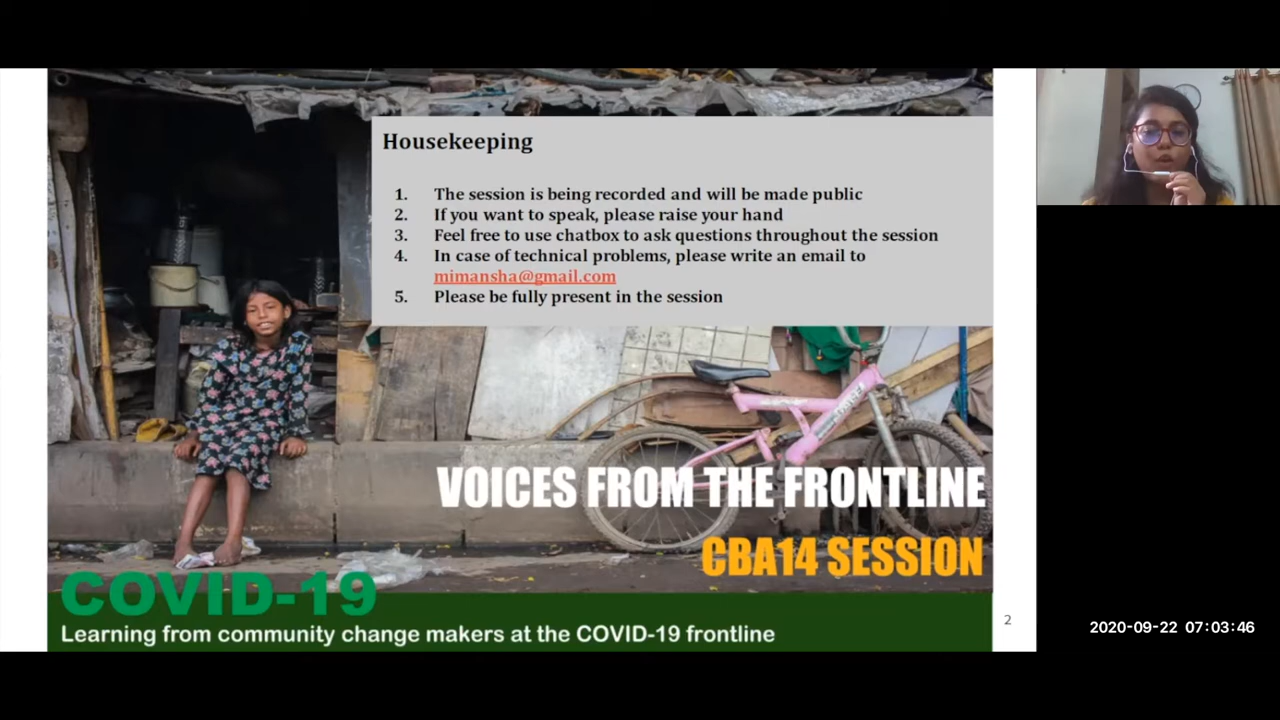 Housekeeping
1. The session is being recorded and will be made public
2. If you want to speak, please raise your hand
3. Feel free to use chatbox to ask questions throughout the session
4. In case of technical problems, please write an email to
mimansha@gmail.com
5. Please be fully present in the session
VOICES FROM THE FRONTLINE
CBA14 SESSION
COVID-19
Learning from community change makers at the COVID-19 frontline
2
2020-09-22 07:03:46